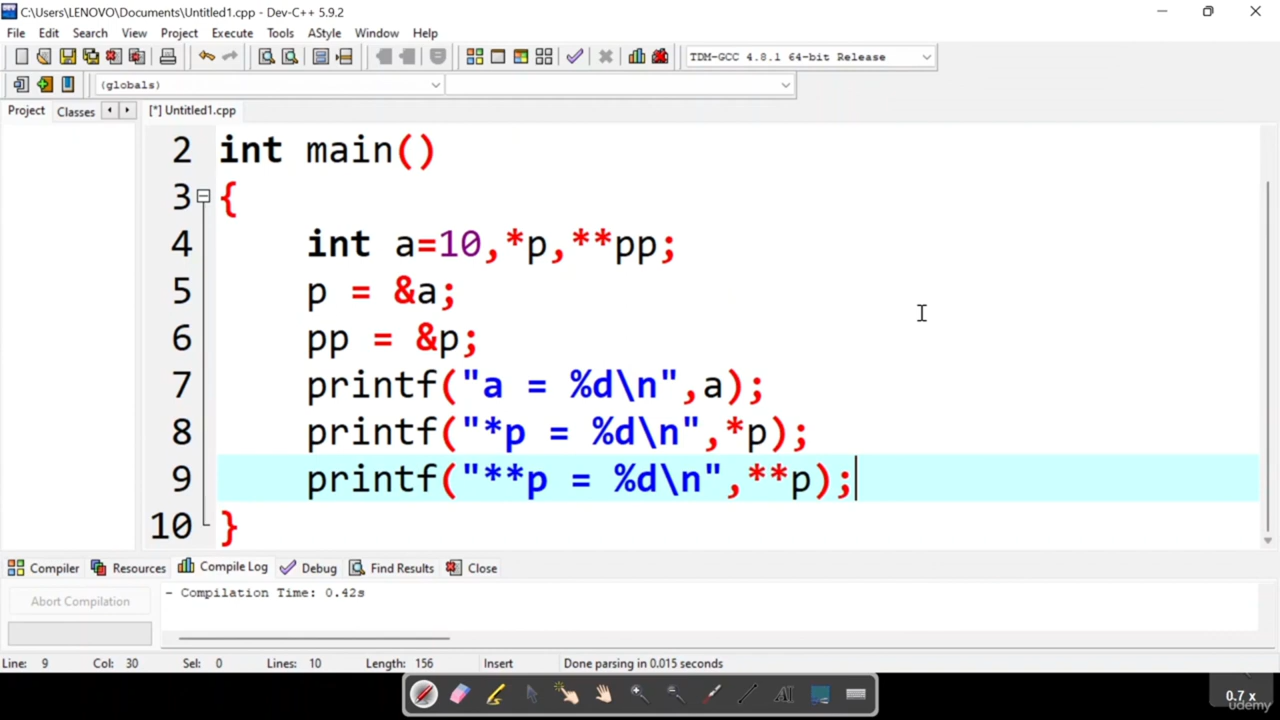 C:\Users\LENOVO\Documents\Untitled1.cpp - Dev-C++ 5.9.2
File Edit Search View Project Execute Tools AStyle Window Help
TDM-GCC 4.8.1 64-bit Release
(globals)
Project Classes [*] Untitled1.cpp
2 int main()
3 {
4 int a=10,*p,**pp;
5 p = &a;
6 pp = &p;
7 printf("a = %d\n",a);
8 printf("*p = %d\n",*p);
9 printf("**p = %d\n",**p);
10 }
Compiler Resources Compile Log Debug Find Results Close
Abort Compilation
- Compilation Time: 0.42s
Line: 9 Col: 30 Sel: 0 Lines: 10 Length: 156 Insert Done parsing in 0.015 seconds
AI
0.7 x
udemy